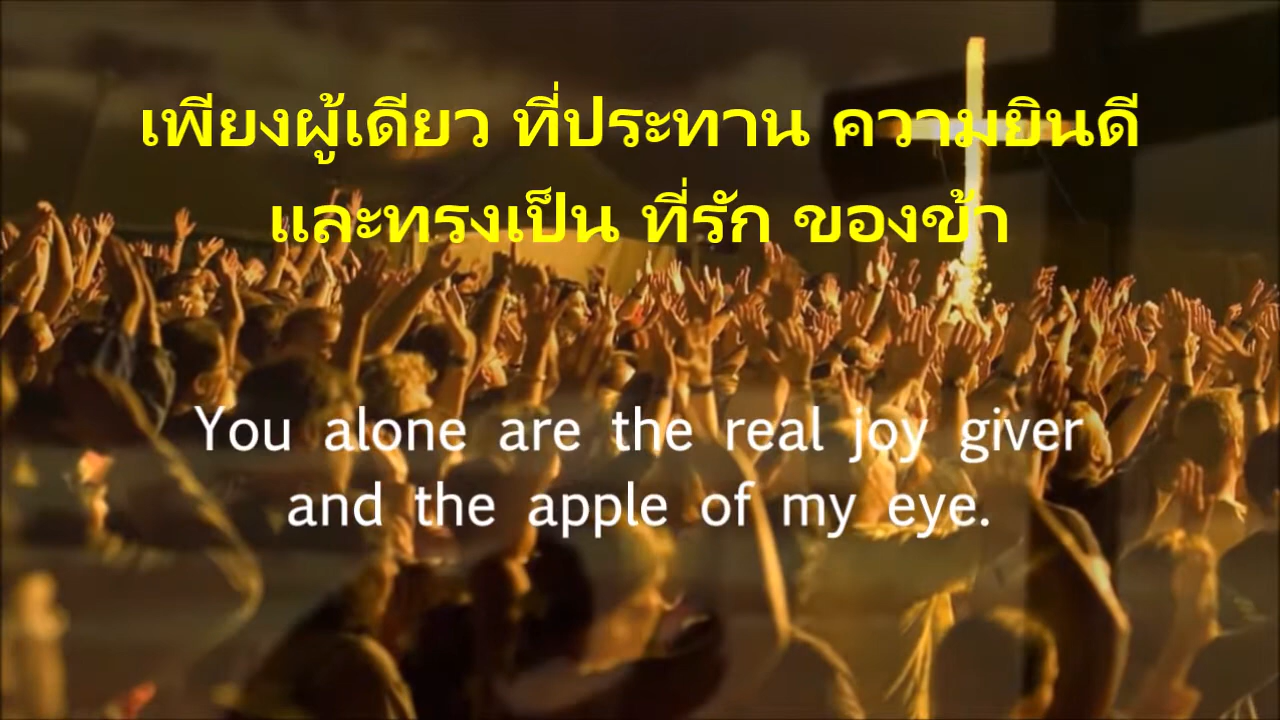 เพียงผู้เดียว ที่ประทาน ความยินดี
และทรงเป็น ที่รัก ของข้า
You alone are the real joy giver
and the apple of my eye.